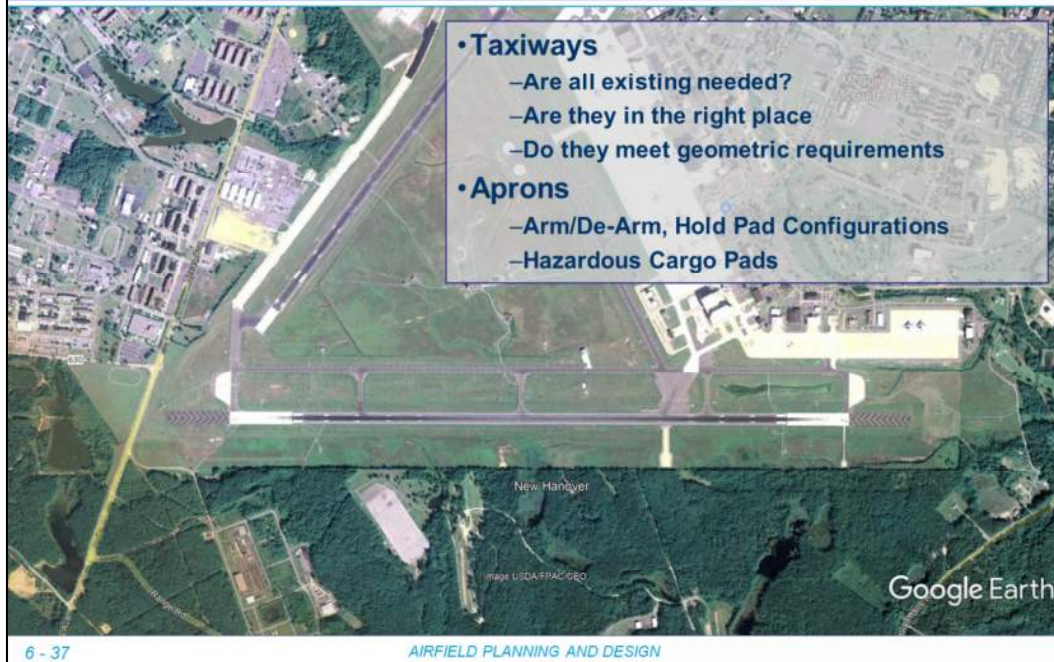 • Taxiways
–Are all existing needed?
–Are they in the right place
–Do they meet geometric requirements
• Aprons
–Arm/De-Arm, Hold Pad Configurations
–Hazardous Cargo Pads
630
New Hanover
Image USDA/FPAC/GEO
Google Earth
6 - 37
AIRFIELD PLANNING AND DESIGN